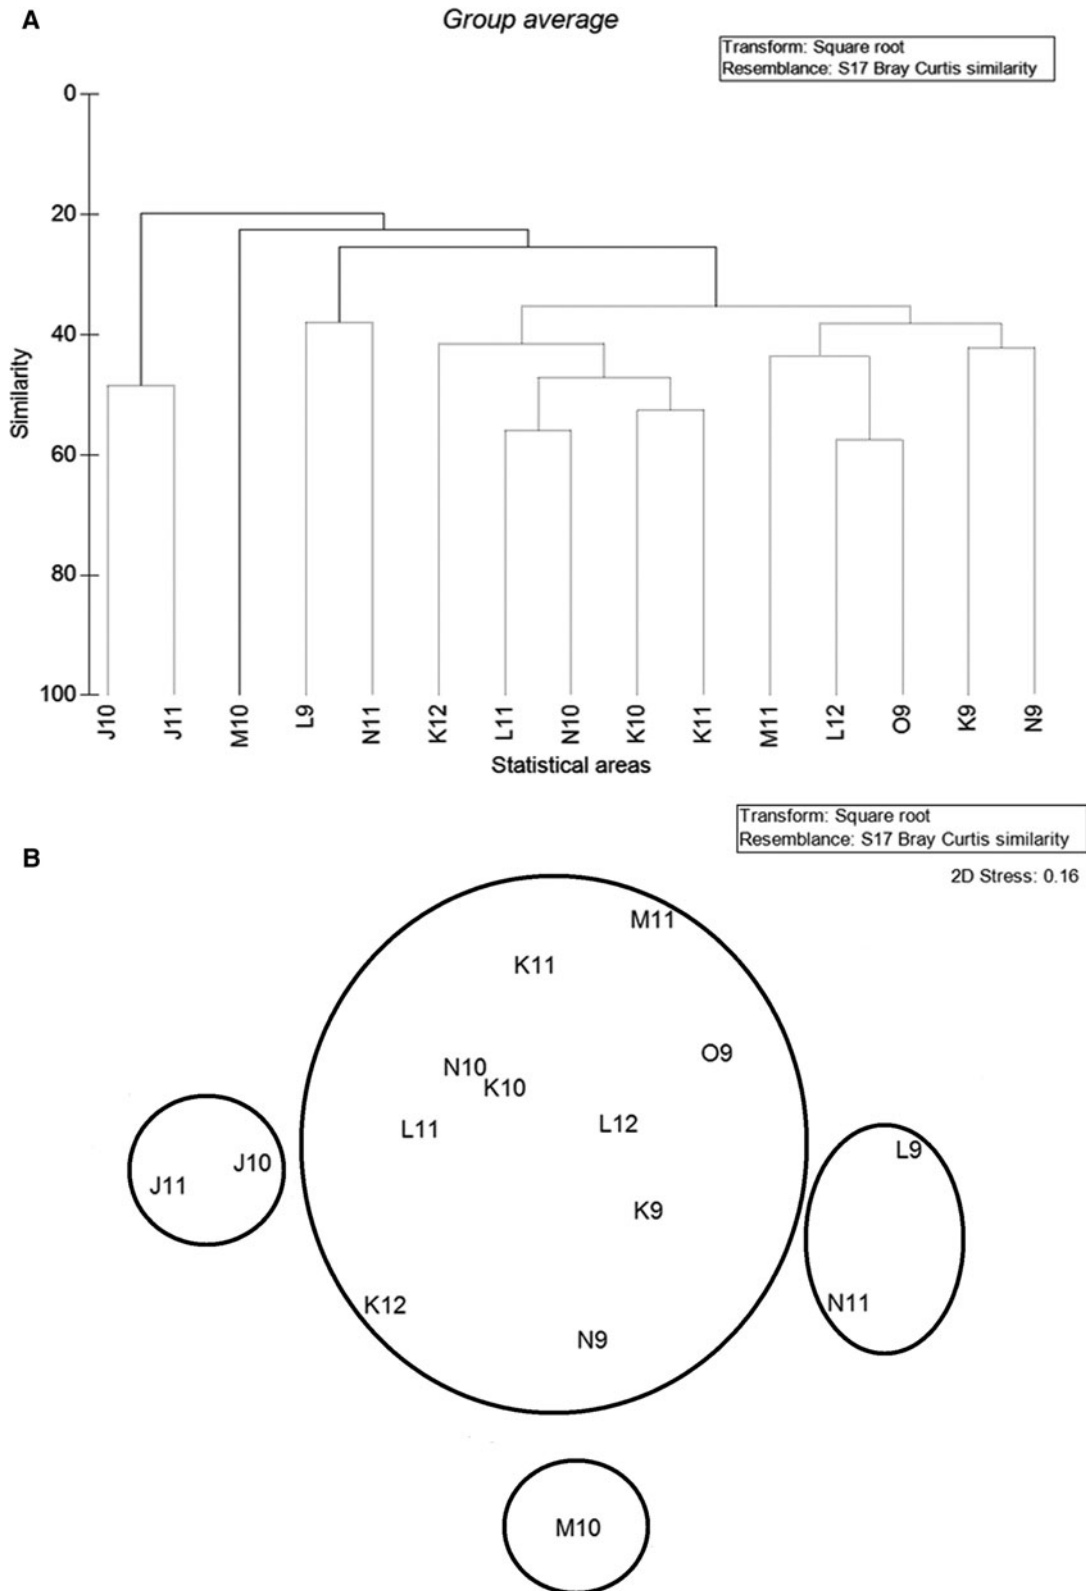 A
Group average
Transform: Square root
Resemblance: S17 Bray Curtis similarity
0
20
40
60
80
100
Similarity
J10
J11
M10
L9
N11
K12
L11
N10
K10
K11
M11
L12
O9
K9
N9
Statistical areas
Transform: Square root
Resemblance: S17 Bray Curtis similarity
B
2D Stress: 0.16
M11
K11
O9
N10
K10
L12
L11
L9
J10
J11
K9
N11
K12
N9
M10